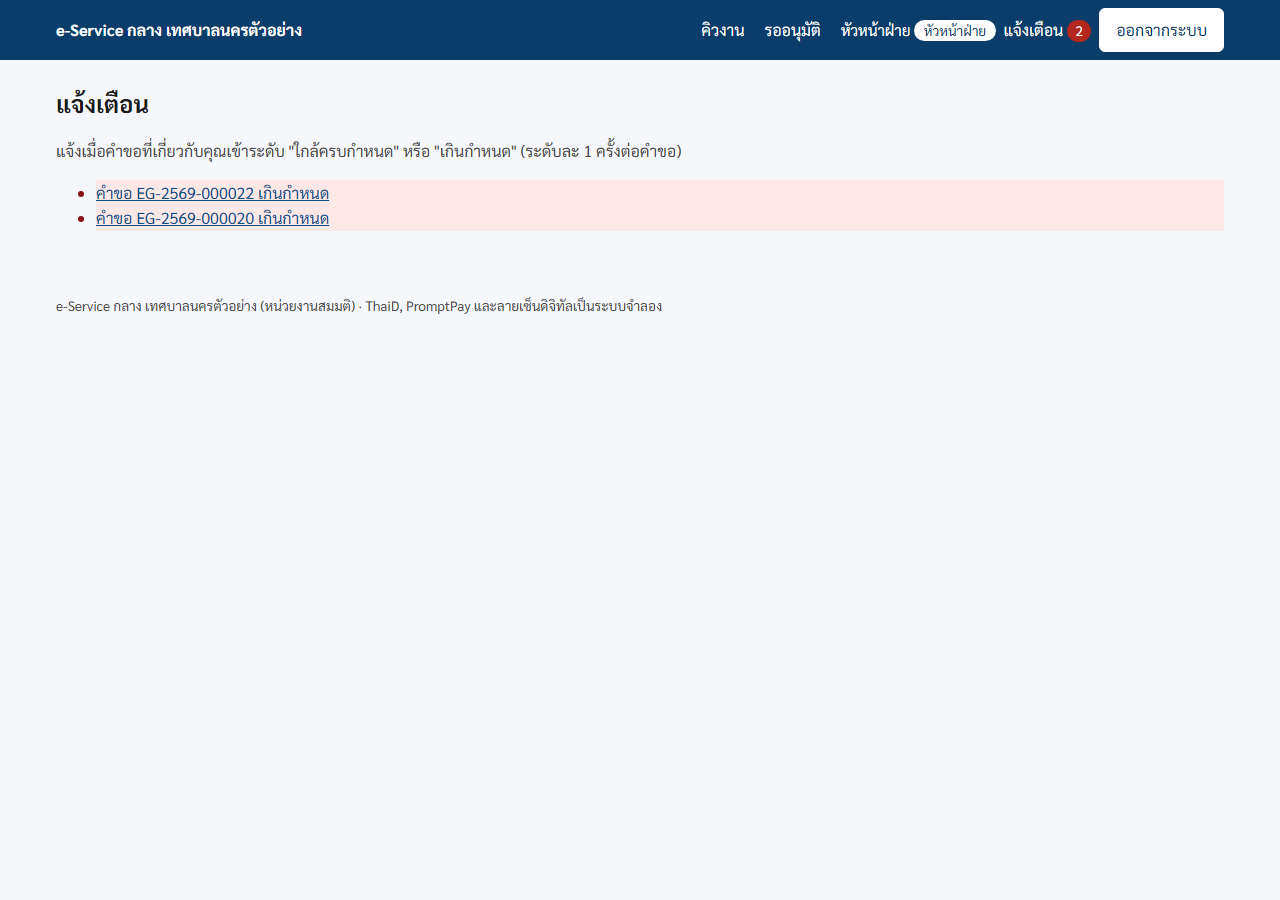 e-Service กลาง เทศบาลนครตัวอย่าง คิวงาน รออนุมัติ หัวหน้าฝ่าย หัวหน้าฝ่าย แจ้งเตือน 2 ออกจากระบบ
แจ้งเตือน
แจ้งเมื่อคำขอที่เกี่ยวกับคุณเข้าระดับ "ใกล้ครบกำหนด" หรือ "เกินกำหนด" (ระดับละ 1 ครั้งต่อคำขอ)
คำขอ EG-2569-000022 เกินกำหนด
คำขอ EG-2569-000020 เกินกำหนด
e-Service กลาง เทศบาลนครตัวอย่าง (หน่วยงานสมมติ) · ThaiD, PromptPay และลายเซ็นดิจิทัลเป็นระบบจำลอง